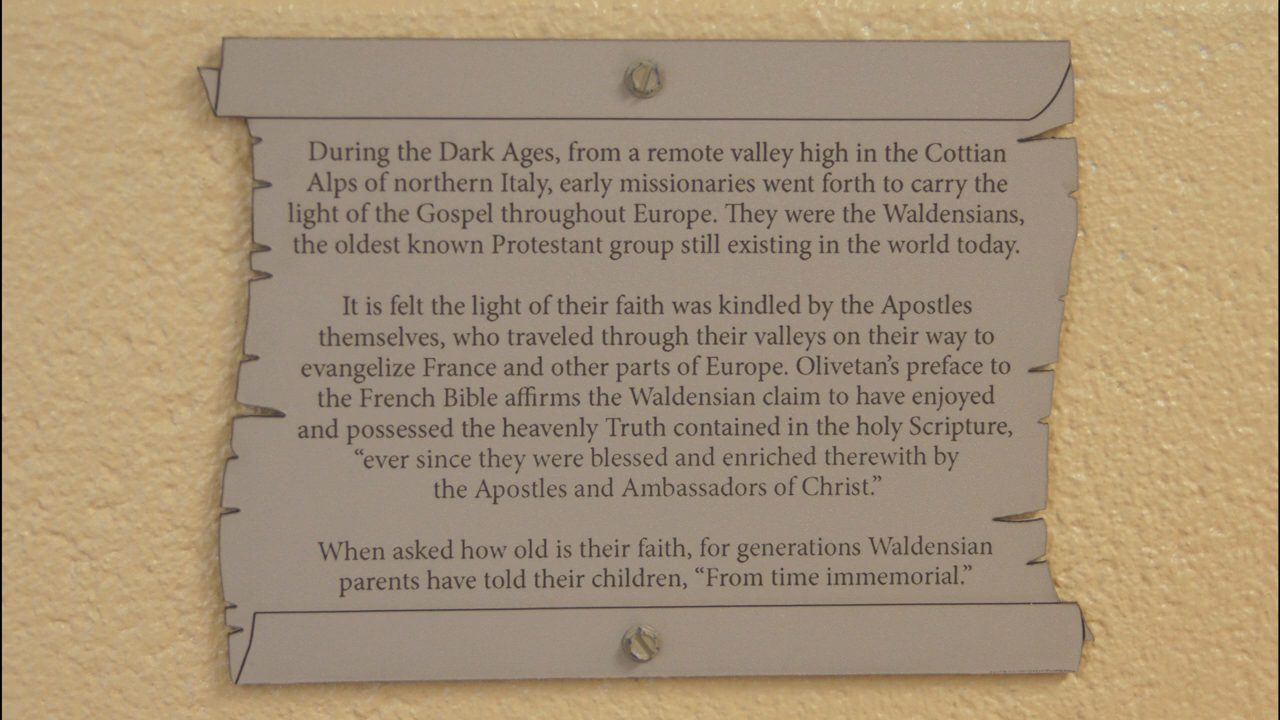 During the Dark Ages, from a remote valley high in the Cottian
Alps of northern Italy, early missionaries went forth to carry the
light of the Gospel throughout Europe. They were the Waldensians,
the oldest known Protestant group still existing in the world today.
It is felt the light of their faith was kindled by the Apostles
themselves, who traveled through their valleys on their way to
evangelize France and other parts of Europe. Olivetan’s preface to
the French Bible affirms the Waldensian claim to have enjoyed
and possessed the heavenly Truth contained in the holy Scripture,
“ever since they were blessed and enriched therewith by
the Apostles and Ambassadors of Christ.”
When asked how old is their faith, for generations Waldensian
parents have told their children, “From time immemorial.”